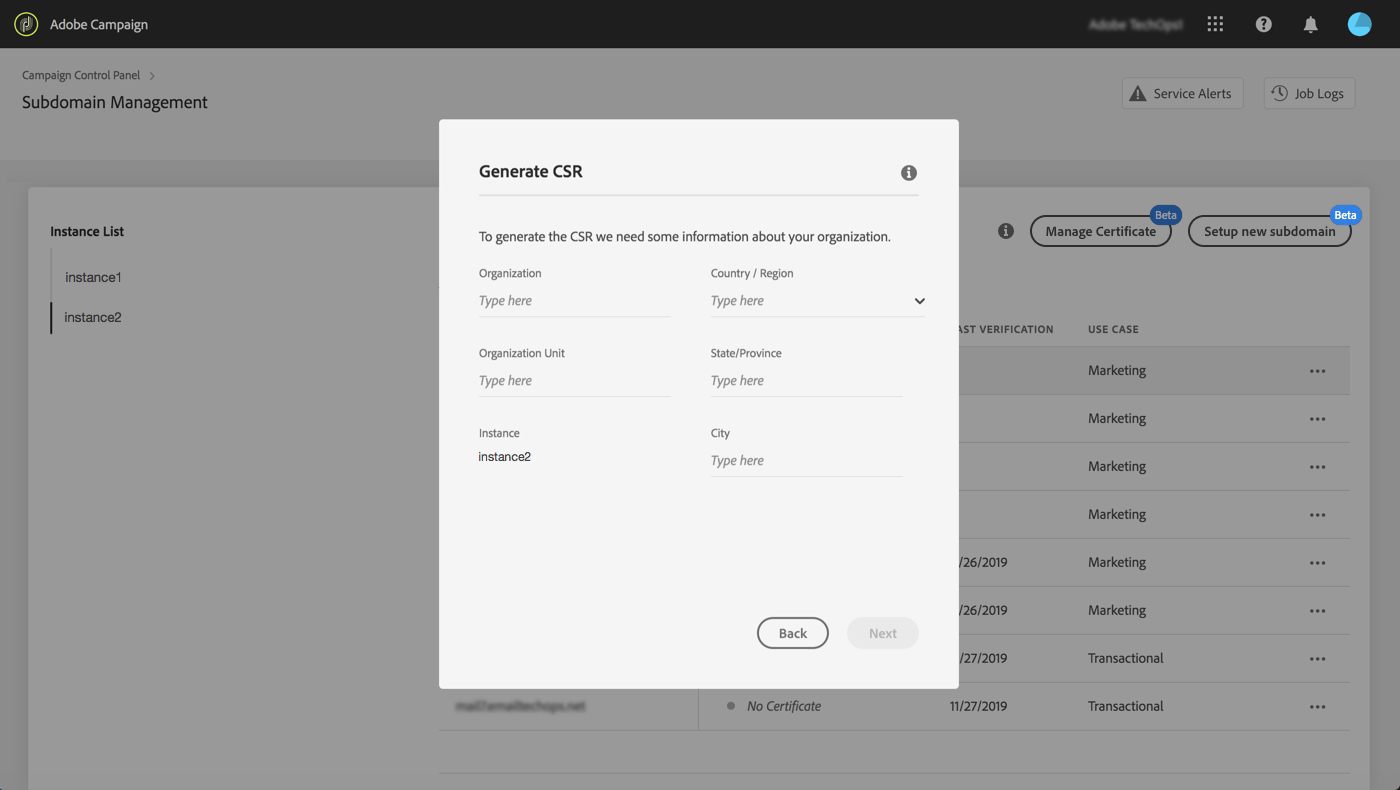 Adobe Campaign
Campaign Control Panel
Subdomain Management
Service Alerts
Job Logs
Instance List
instance1
instance2
Generate CSR
To generate the CSR we need some information about your organization.
Organization
Type here
Country / Region
Type here
Organization Unit
Type here
State/Province
Type here
Instance
instance2
City
Type here
Back
Next
Manage Certificate
Beta
Setup new subdomain
Beta
AST VERIFICATION USE CASE
Marketing
Marketing
Marketing
Marketing
/26/2019 Marketing
/26/2019 Marketing
/27/2019 Transactional
No Certificate 11/27/2019 Transactional